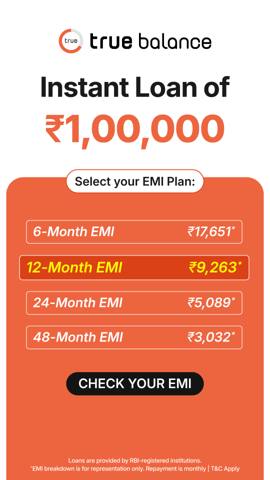 true
true balance
Instant Loan of
₹1,00,000
Select your EMI Plan:
6-Month EMI ₹17,651*
12-Month EMI ₹9,263*
24-Month EMI ₹5,089*
48-Month EMI ₹3,032*
CHECK YOUR EMI
Loans are provided by RBI-registered institutions.
*EMI breakdown is for representation only. Repayment is monthly | T&C Apply